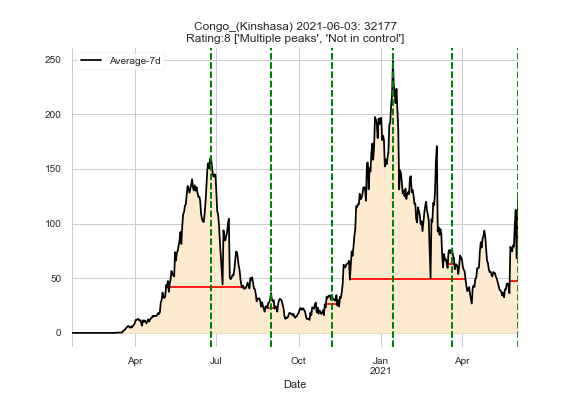 Congo_(Kinshasa) 2021-06-03: 32177
Rating:8 ['Multiple peaks', 'Not in control']
Average-7d
250
200
150
100
50
0
Apr
Jul
Oct
Jan
2021
Apr
Date